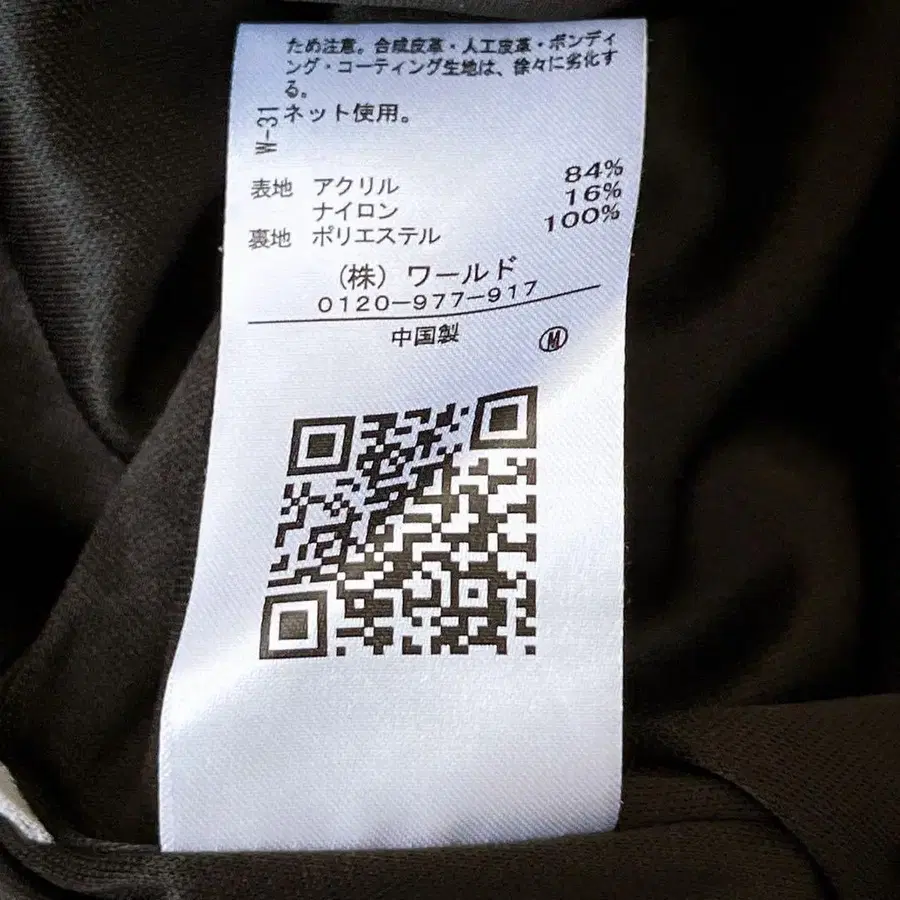 ため注意。合成皮革・人工皮革・ボンディ
ング・コーティング生地は、徐々に劣化す
る。
ネット使用。
W-31
表地 アクリル 84%
ナイロン 16%
裏地 ポリエステル 100%
(株)ワールド
0120-977-917
中国製
M